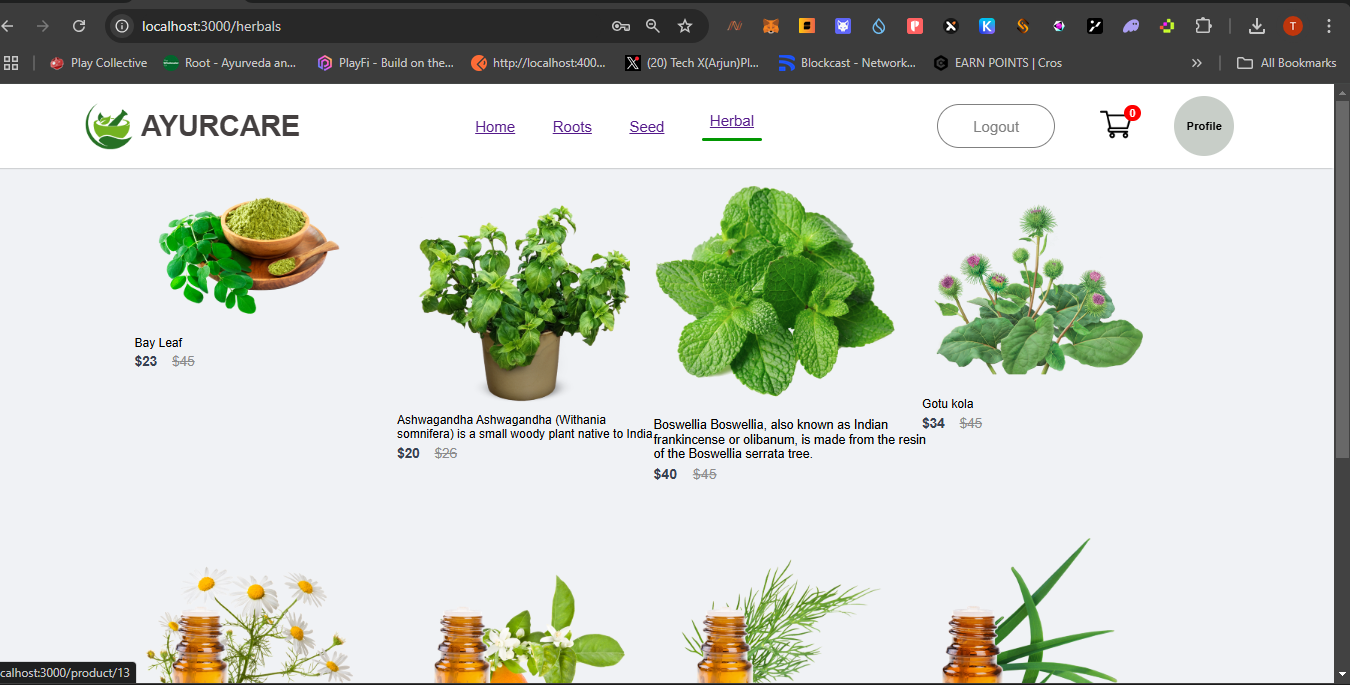 localhost:3000/herbals
T
Play Collective
Root - Ayurveda an...
PlayFi - Build on the...
http://localhost:400...
(20) Tech X(Arjun)Pl...
Blockcast - Network...
EARN POINTS | Cros
All Bookmarks
AYURCARE
Home
Roots
Seed
Herbal
Logout
0
Profile
Bay Leaf
$23 $45
Ashwagandha Ashwagandha (Withania
somnifera) is a small woody plant native to India.
$20 $26
Boswellia Boswellia, also known as Indian
frankincense or olibanum, is made from the resin
of the Boswellia serrata tree.
$40 $45
Gotu kola
$34 $45
calhost:3000/product/13